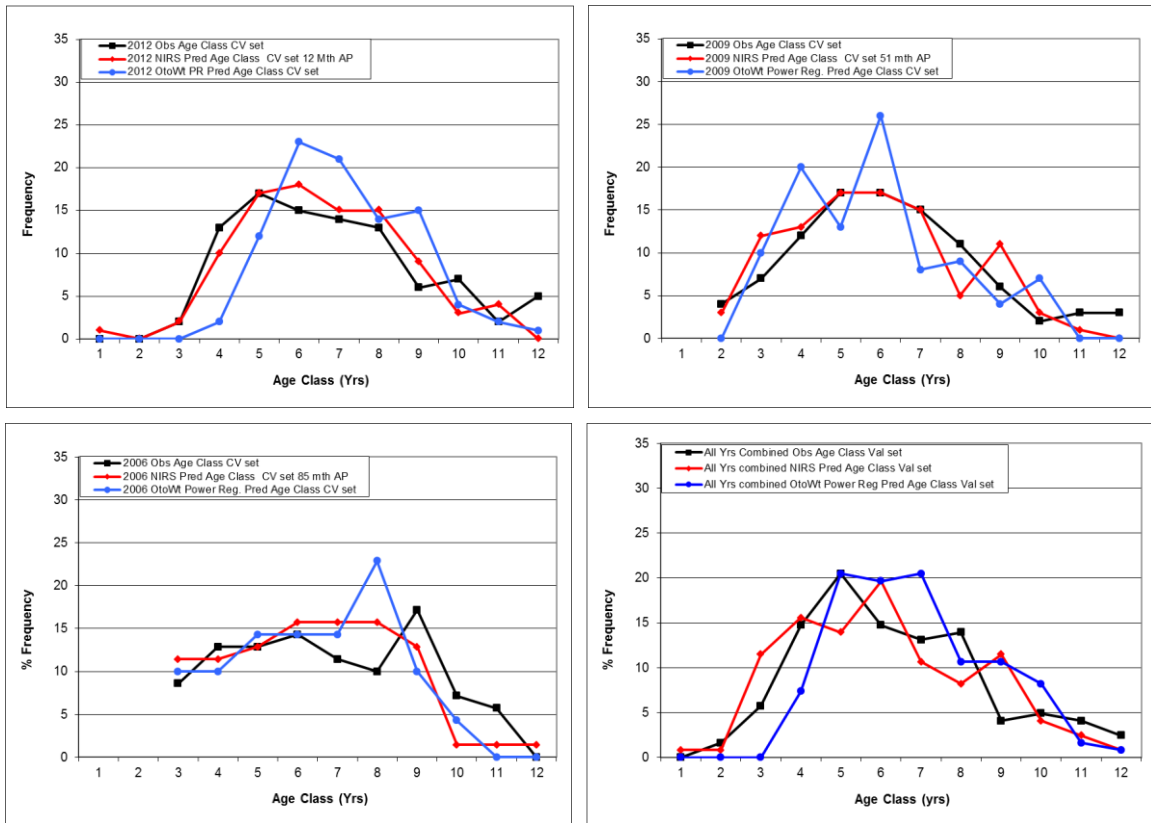 35
30
25
20
15
10
5
0
Frequency
2012 Obs Age Class CV set
2012 NIRS Pred Age Class CV set 12 Mth AP
2012 OtoWt PR Pred Age Class CV set
1 2 3 4 5 6 7 8 9 10 11 12
Age Class (Yrs)
35
30
25
20
15
10
5
0
Frequency
2009 Obs Age Class CV set
2009 NIRS Pred Age Class CV set 51 mth AP
2009 OtoWt Power Reg. Pred Age Class CV set
1 2 3 4 5 6 7 8 9 10 11 12
Age Class (Yrs)
35
30
25
20
15
10
5
0
% Frequency
2006 Obs Age Class CV set
2006 NIRS Pred Age Class CV set 85 mth AP
2006 OtoWt Power Reg. Pred Age Class CV set
1 2 3 4 5 6 7 8 9 10 11 12
Age Class (Yrs)
35
30
25
20
15
10
5
0
% Frequency
All Yrs Combined Obs Age Class Val set
All Yrs combined NIRS Pred Age Class Val set
All Yrs combined OtoWt Power Reg Pred Age Class Val set
1 2 3 4 5 6 7 8 9 10 11 12
Age Class (yrs)